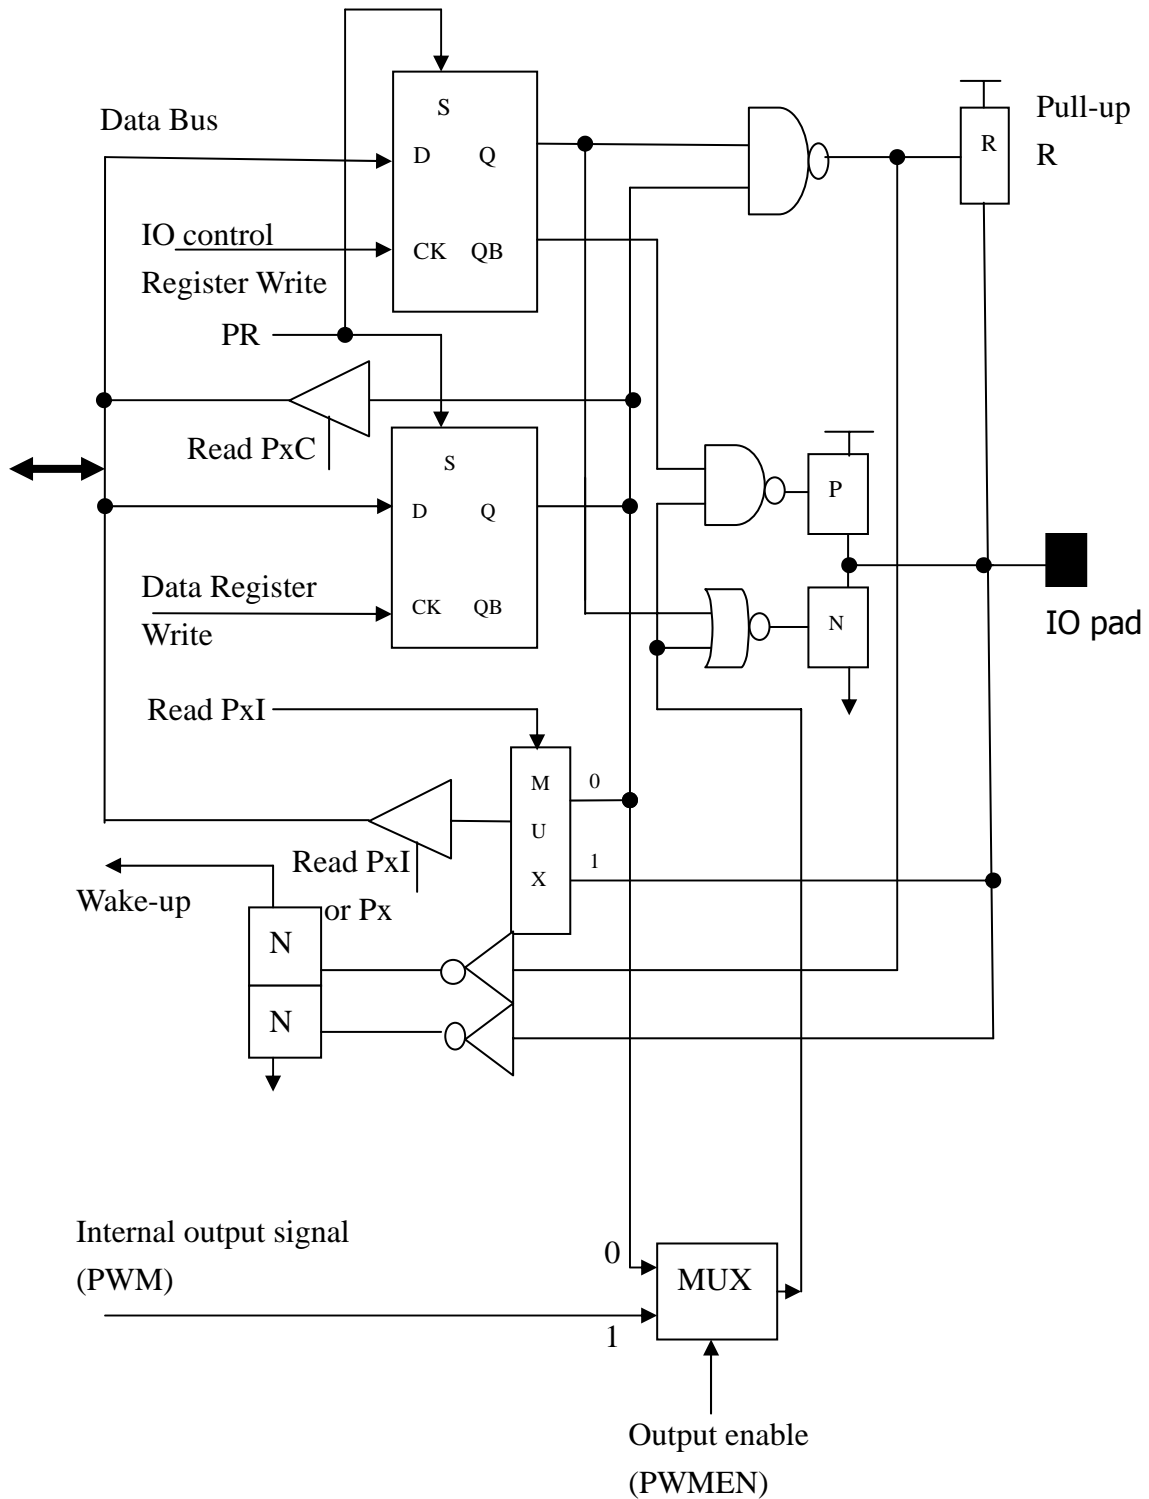 S
Pull-up
R
R
Data Bus
D
Q
IO control
CK
QB
Register Write
PR
Read PxC
S
D
Q
P
Data Register
CK
QB
Write
N
IO pad
Read PxI
M
U
X
0
1
Read PxI
or Px
Wake-up
N
N
Internal output signal
(PWM)
0
MUX
1
Output enable
(PWMEN)